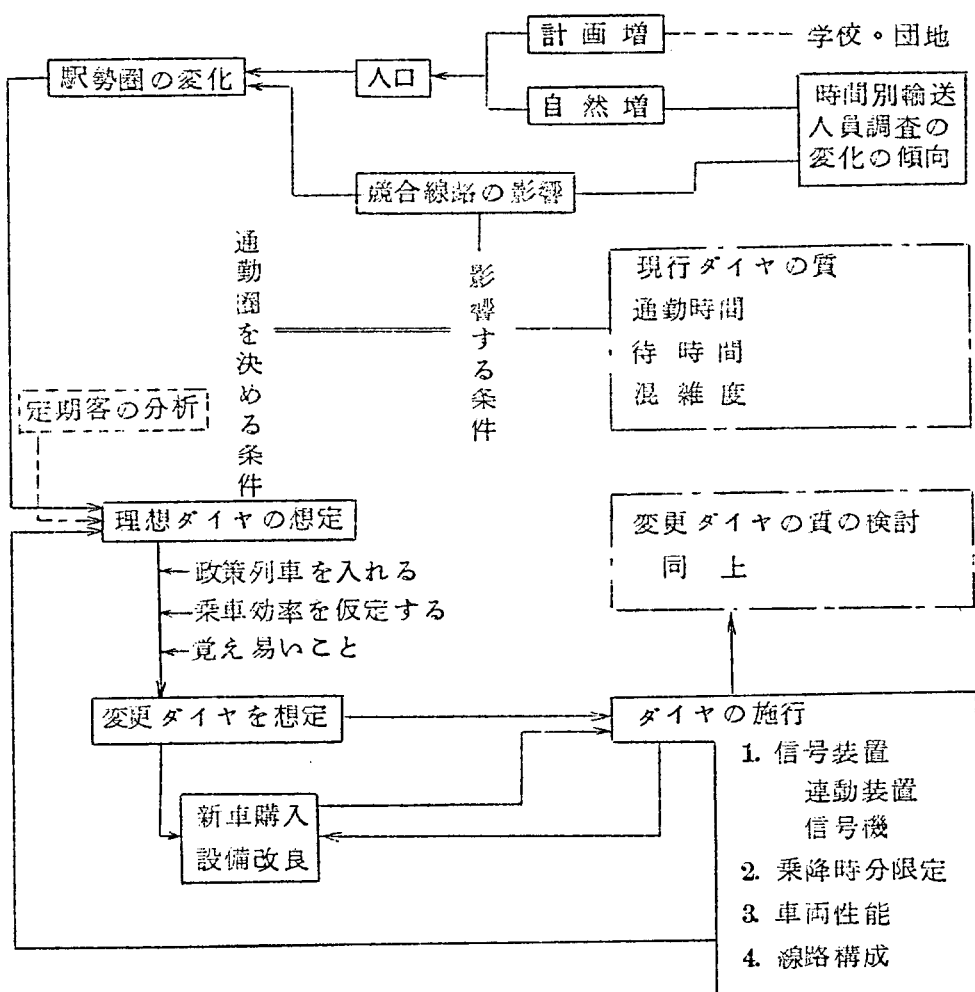 計画増
学校・団地
駅勢圏の変化
人口
自然増
時間別輸送
人員調査の
変化の傾向
競合線路の影響
通勤圏を決める条件
影響する条件
現行ダイヤの質
通勤時間
待時間
混雑度
定期客の分析
理想ダイヤの想定
変更ダイヤの質の検討
同上
政策列車を入れる
乗車効率を仮定する
覚え易いこと
変更ダイヤを想定
ダイヤの施行
1. 信号装置
連動装置
信号機
2. 乗降時分限定
3. 車両性能
4. 線路構成
新車購入
設備改良